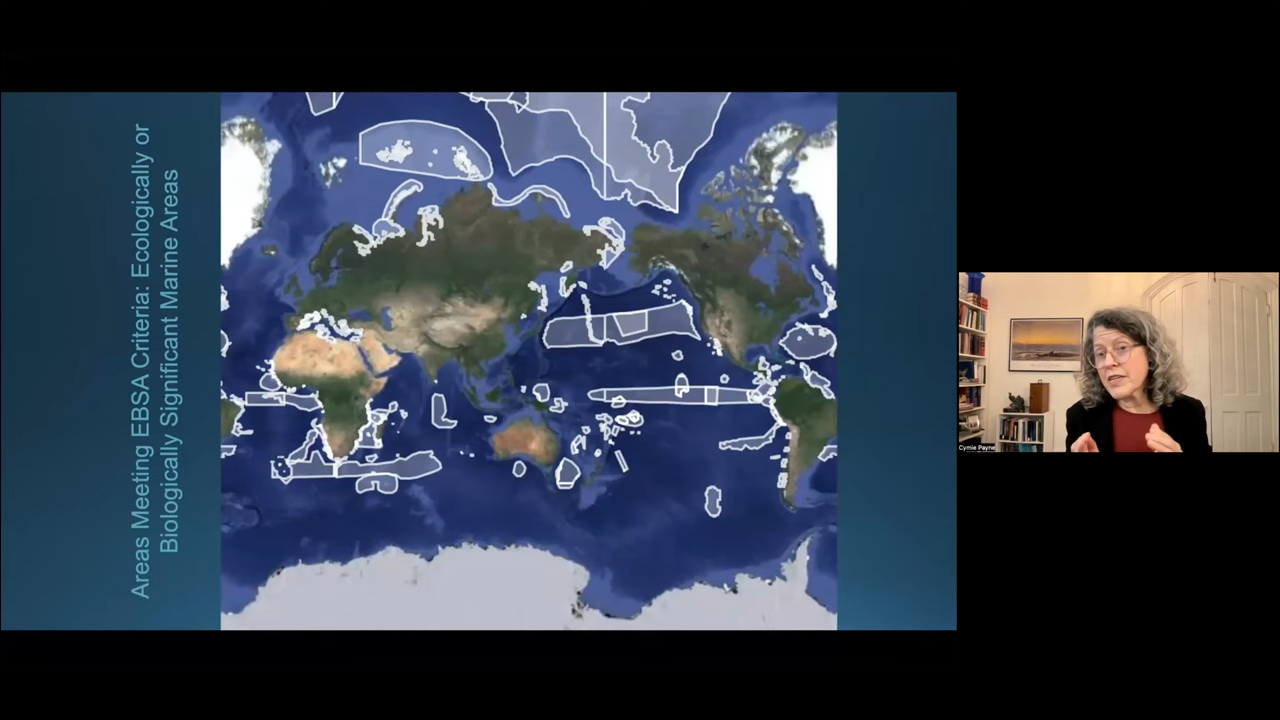 Areas Meeting EBSA Criteria: Ecologically or
Biologically Significant Marine Areas
Cymie Payne